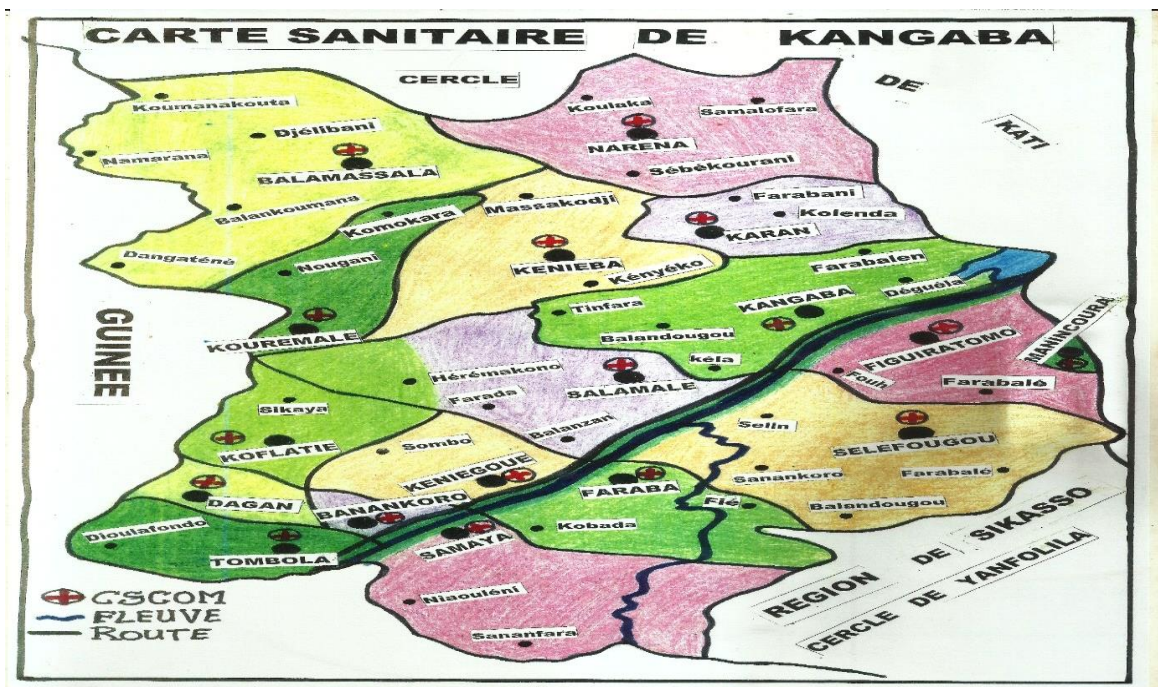 CARTE SANITAIRE DE KANGABA
CERCLE
DE
KATI
Koulaka
Samalofara
Koumanakouta
Djélibani
NARENA
Namarana
BALAMASSALA
Sébékourani
Balankoumana
Massakodji
Farabani
Komokara
Kolenda
KARAN
Dangaténé
Nougani
KENIEBA
Kényéko
Farabalen
Déguéla
GUINEE
Tinfara
KANGABA
KOUREMALE
Balandougou
FIGUIRATOMO
MANINCOURA
kéla
Fouh
Hérémakono
SALAMALE
Farabalé
Farada
Sikaya
Balanzan
Selin
KOFLATIE
Sombo
SELEFOUGOU
KENIEGOUE
Sanankoro
Farabalé
DAGAN
FARABA
Fié
BANANKORO
Balandougou
Dioulafondo
Kobada
SAMAYA
TOMBOLA
REGION DE SIKASSO
CERCLE DE YANFOLILA
Niaouléni
Sananfara
CSCOM
FLEUVE
ROUTE